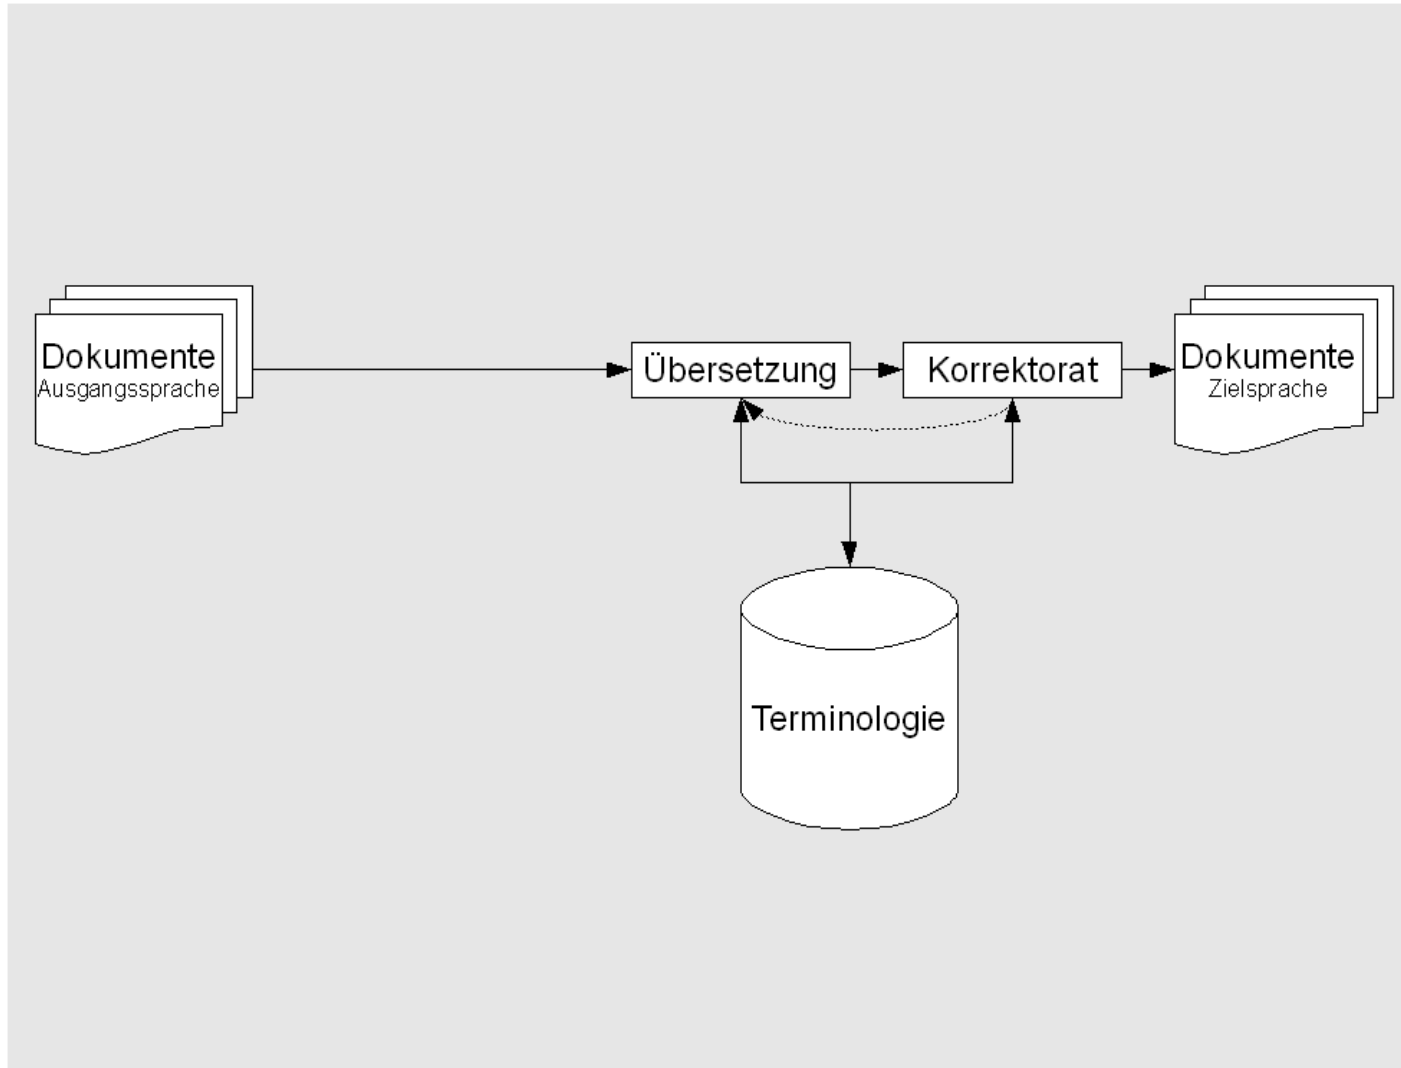 Dokumente
Ausgangssprache
Übersetzung
Korrektorat
Dokumente
Zielsprache
Terminologie